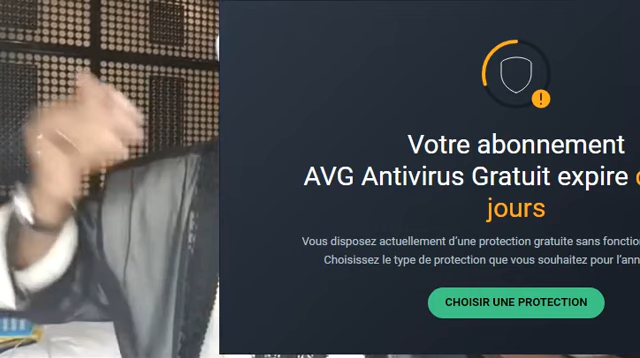 !
Votre abonnement
AVG Antivirus Gratuit expire
jours
Vous disposez actuellement d'une protection gratuite sans
Choisissez le type de protection que vous souhaitez pour
CHOISIR UNE PROTECTION